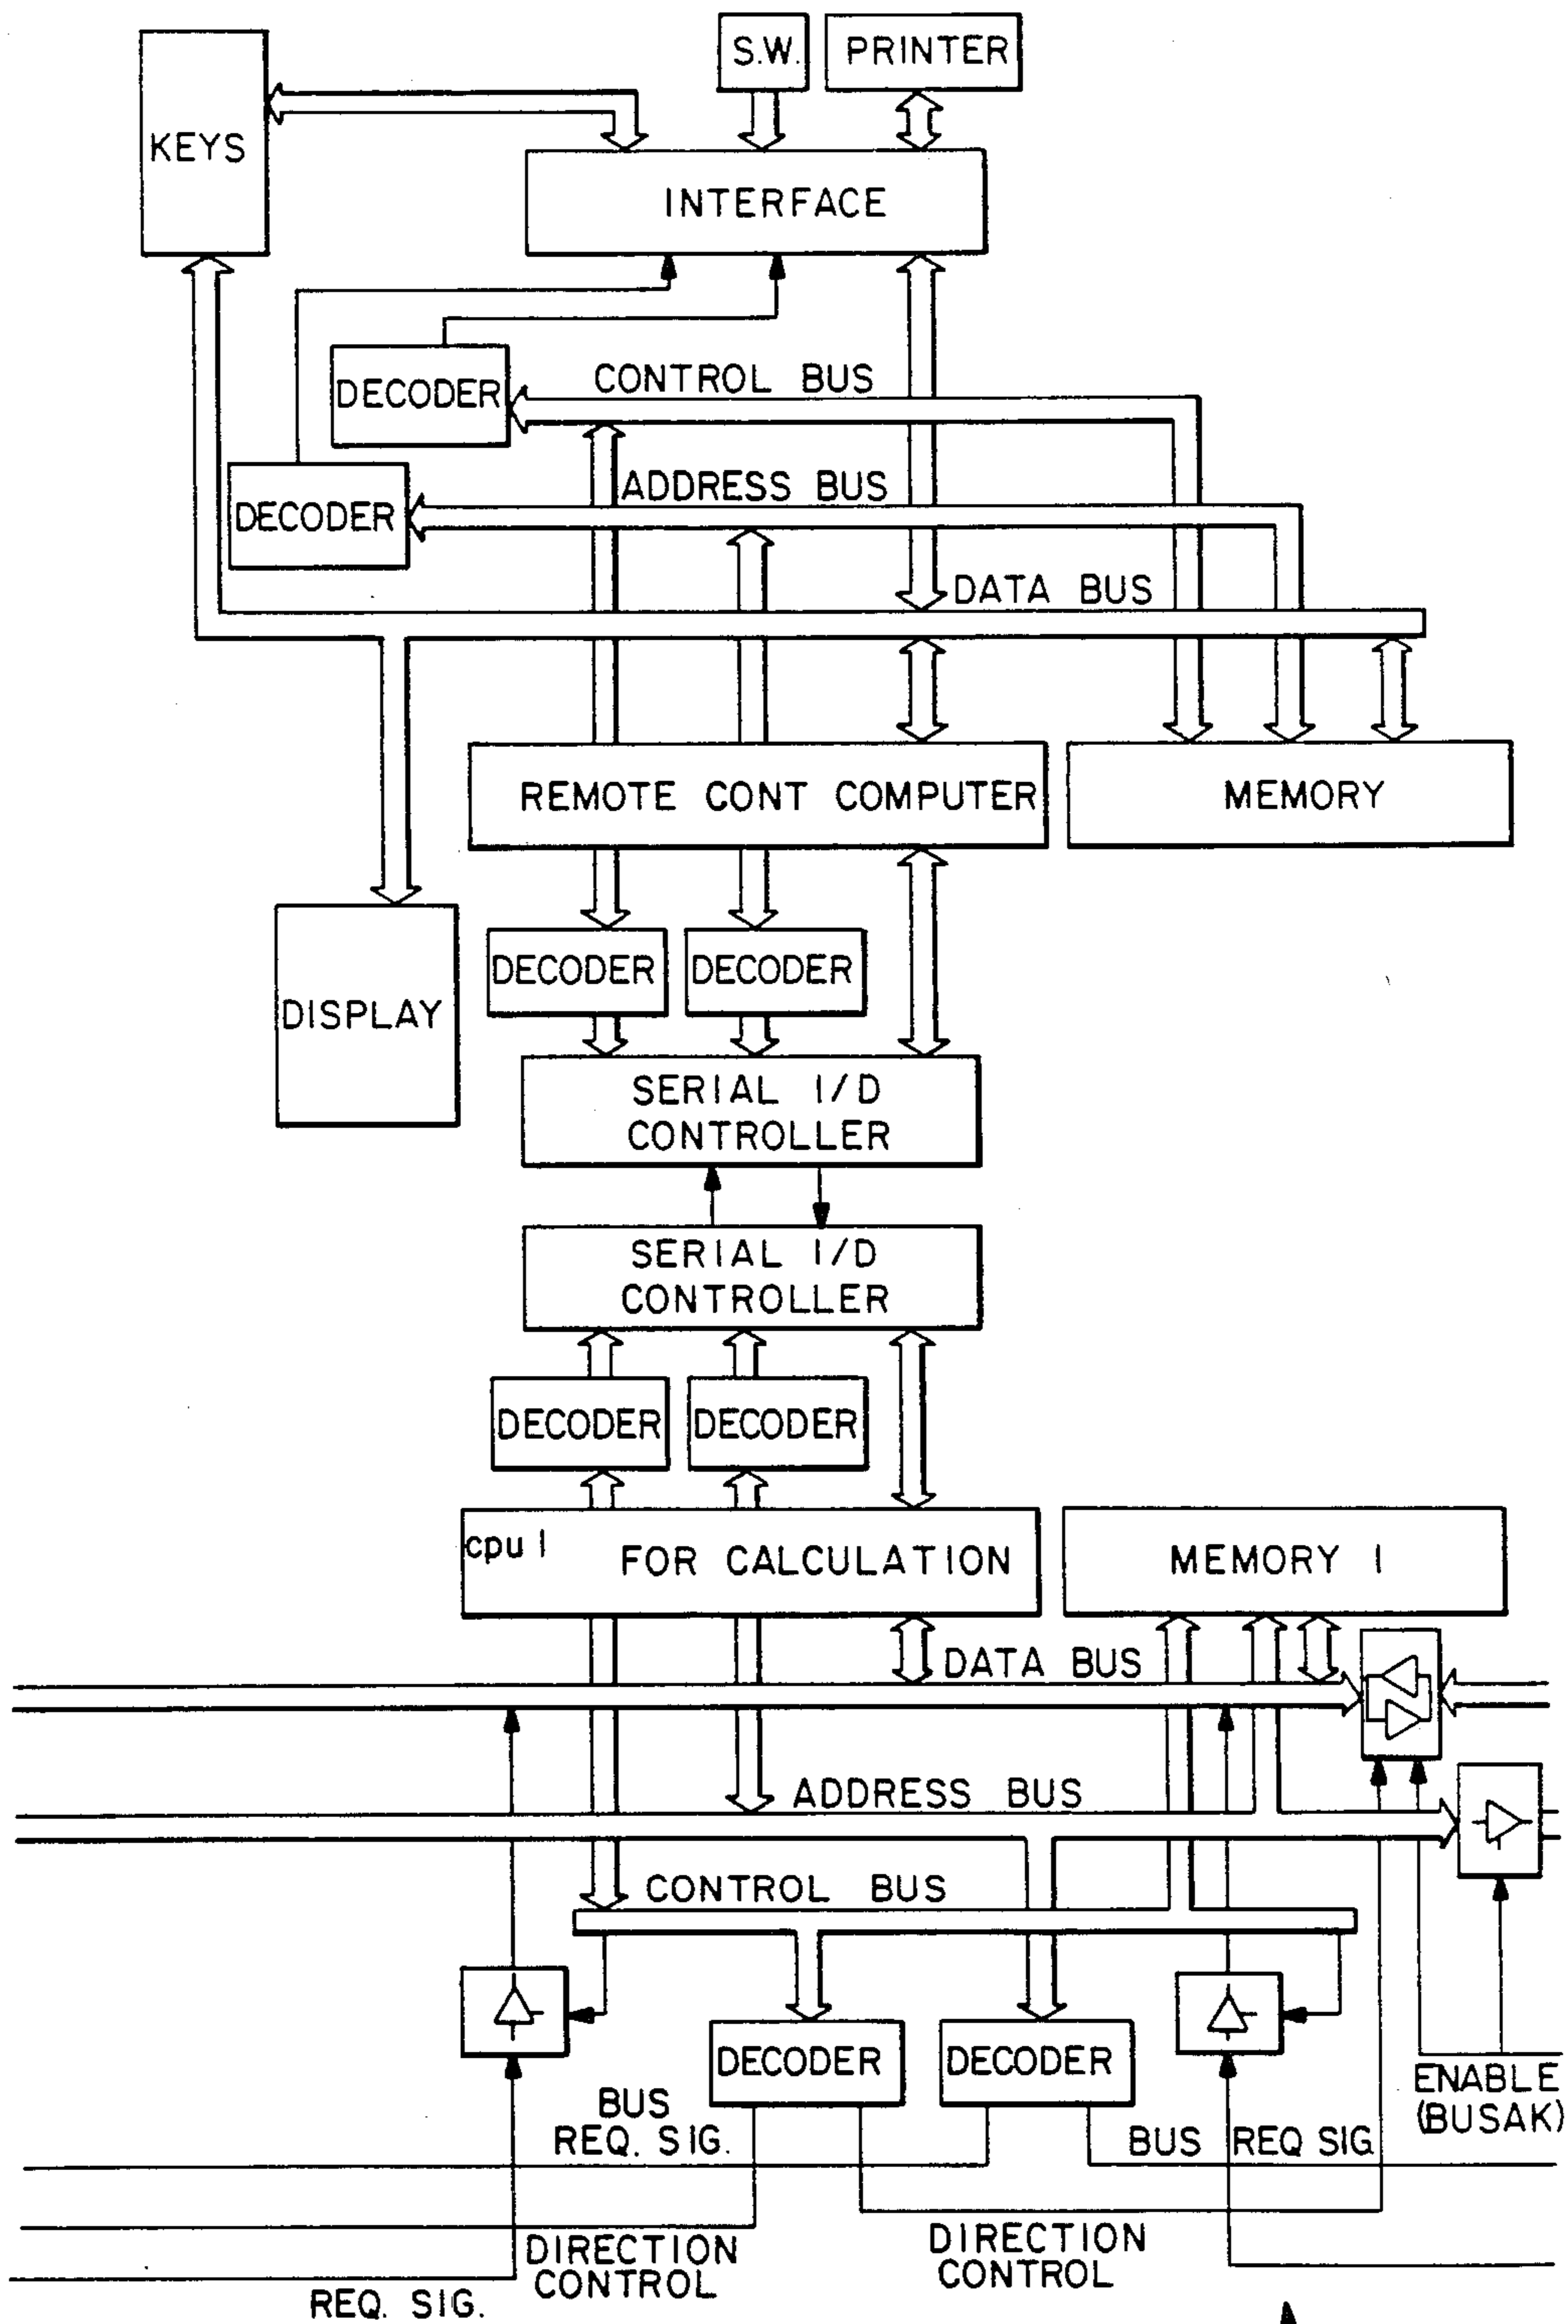 S.W.
PRINTER
KEYS
INTERFACE
CONTROL BUS
DECODER
ADDRESS BUS
DECODER
DATA BUS
REMOTE CONT COMPUTER
MEMORY
DECODER
DECODER
DISPLAY
SERIAL I/D
CONTROLLER
SERIAL I/D
CONTROLLER
DECODER
DECODER
cpu 1
FOR CALCULATION
MEMORY 1
DATA BUS
ADDRESS BUS
CONTROL BUS
DECODER
DECODER
ENABLE
(BUSAK)
BUS
REQ. SIG.
BUS REQ SIG
DIRECTION
CONTROL
DIRECTION
CONTROL
REQ. SIG.